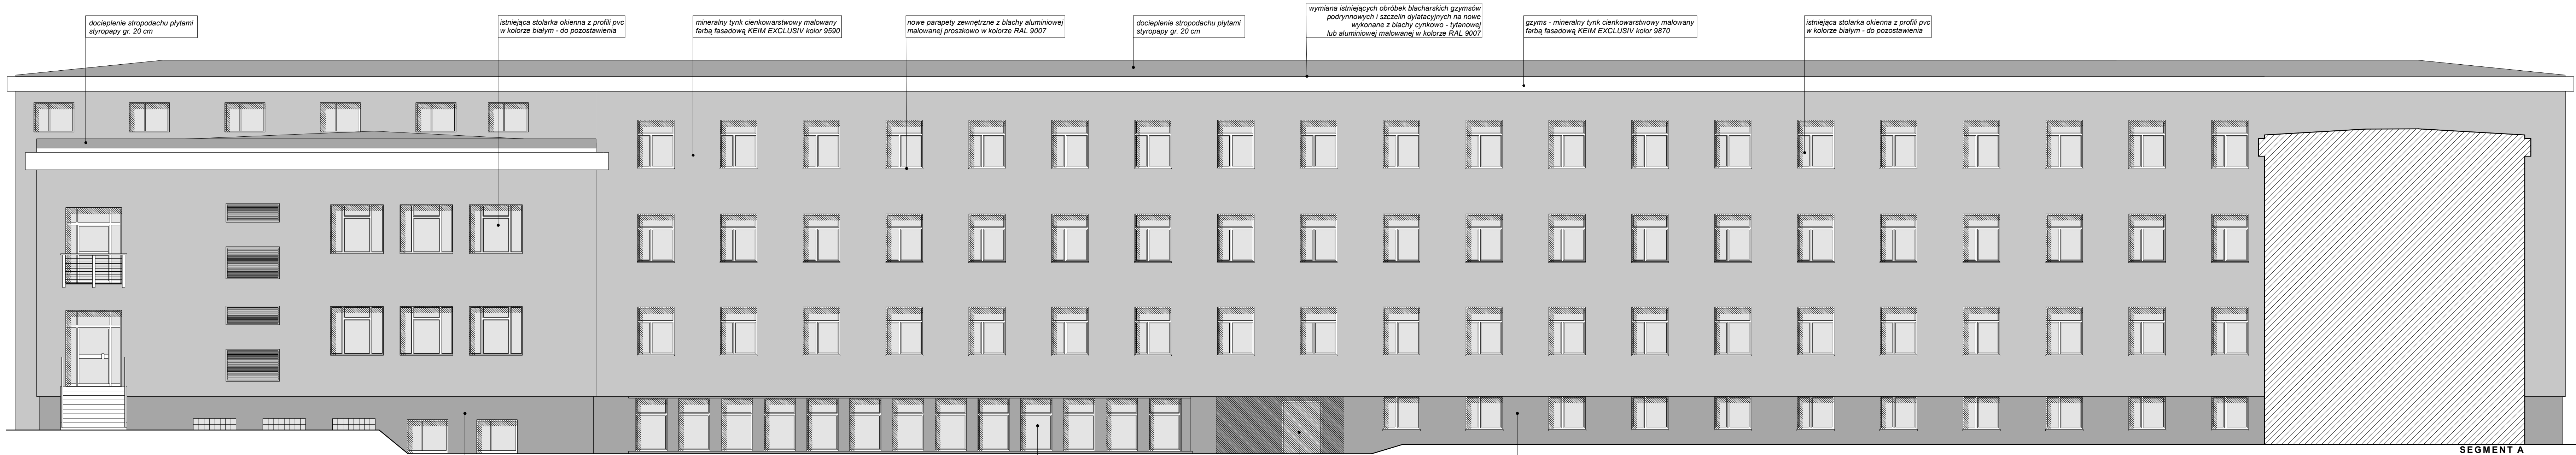 docieplenie stropodachu płytami
styropapy gr. 20 cm
istniejąca stolarka okienna z profili pvc
w kolorze białym - do pozostawienia
mineralny tynk cienkowarstwowy malowany
farbą fasadową KEIM EXCLUSIV kolor 9590
nowe parapety zewnętrzne z blachy aluminiowej
malowanej proszkowo w kolorze RAL 9007
docieplenie stropodachu płytami
styropapy gr. 20 cm
wymiana istniejących obróbek blacharskich gzymsów
podrynnowych i szczelin dylatacyjnych na nowe
wykonane z blachy cynkowo - tytanowej
lub aluminiowej malowanej w kolorze RAL 9007
gzyms - mineralny tynk cienkowarstwowy malowany
farbą fasadową KEIM EXCLUSIV kolor 9870
istniejąca stolarka okienna z profili pvc
w kolorze białym - do pozostawienia
SEGMENT A